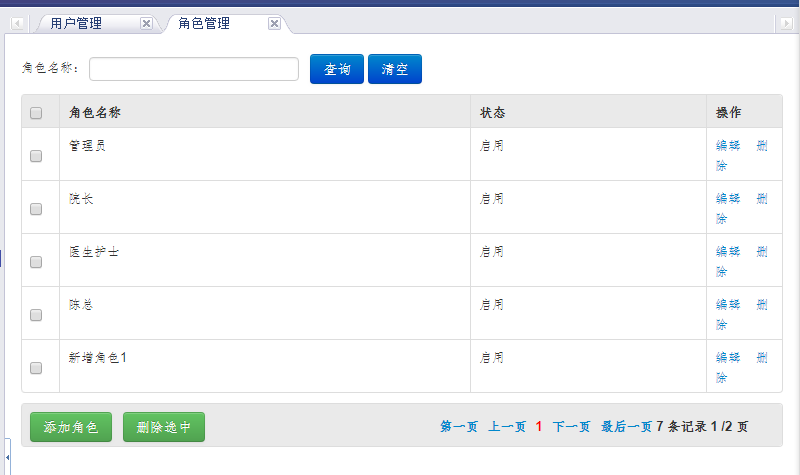 用户管理 角色管理
角色名称： 查询 清空
角色名称 状态 操作
管理员 启用 编辑 删
除
院长 启用 编辑 删
除
医生护士 启用 编辑 删
除
陈总 启用 编辑 删
除
新增角色1 启用 编辑 删
除
添加角色 删除选中 第一页 上一页 1 下一页 最后一页 7 条记录 1 /2 页